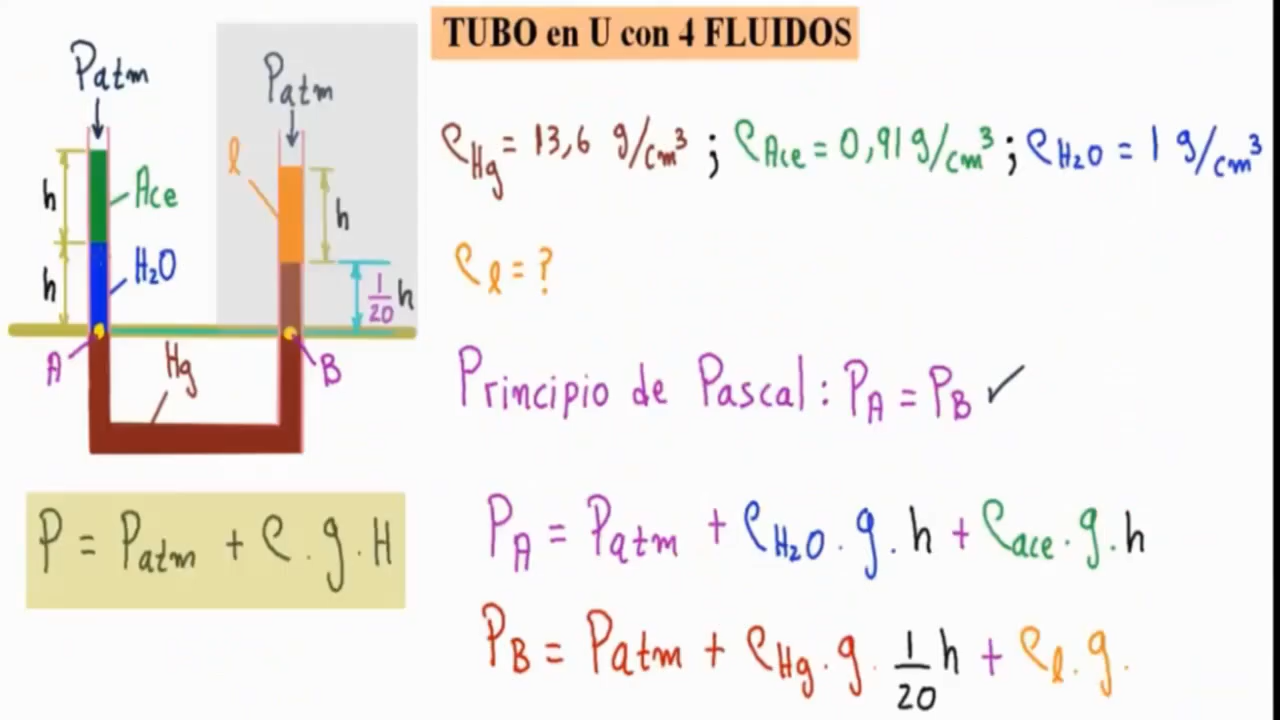 TUBO en U con 4 FLUIDOS
Patm
Patm
h
Ace
h
H₂O
l
h
1/20 h
A
Hg
B
P = Patm + ρ . g . H
ρHg = 13,6 g/cm³ ; ρAce = 0,91 g/cm³ ; ρH₂O = 1 g/cm³
ρl = ?
Principio de Pascal : PA = PB ✓
PA = Patm + ρH₂O . g . h + ρace . g . h
PB = Patm + ρHg . g . 1/20 h + ρl . g .